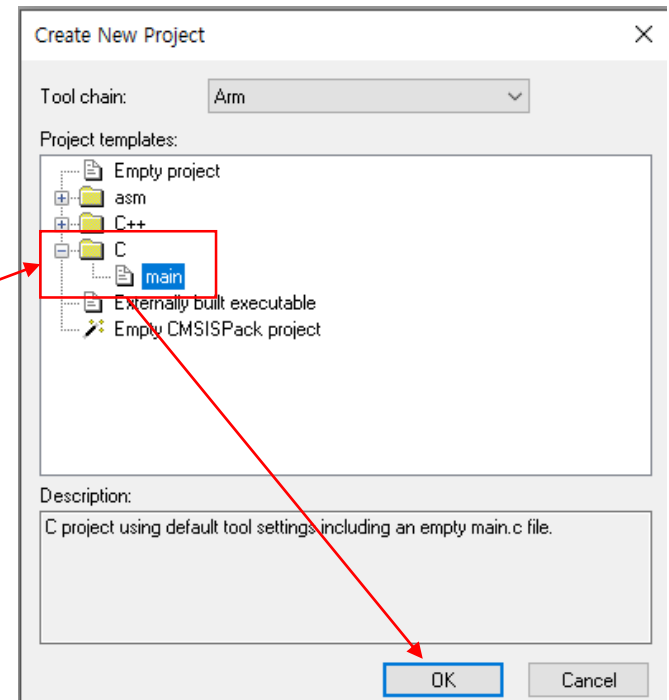 Create New Project
Tool chain: Arm
Project templates:
Empty project
asm
C++
C
main
Externally built executable
Empty CMSISPack project
Description:
C project using default tool settings including an empty main.c file.
OK Cancel